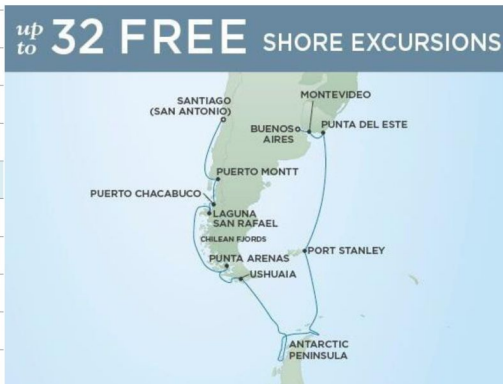 up to 32 FREE SHORE EXCURSIONS
MONTEVIDEO
SANTIAGO
(SAN ANTONIO)
BUENOS
AIRES
PUNTA DEL ESTE
PUERTO MONTT
PUERTO CHACABUCO
LAGUNA
SAN RAFAEL
CHILEAN FJORDS
PORT STANLEY
PUNTA ARENAS
USHUAIA
ANTARCTIC
PENINSULA